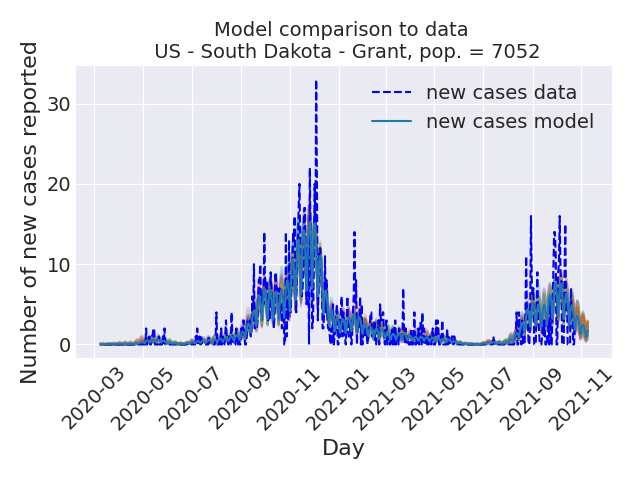 Model comparison to data
US - South Dakota - Grant, pop. = 7052
Number of new cases reported
30
20
10
0
new cases data
new cases model
2020-03
2020-05
2020-07
2020-09
2020-11
2021-01
2021-03
2021-05
2021-07
2021-09
2021-11
Day